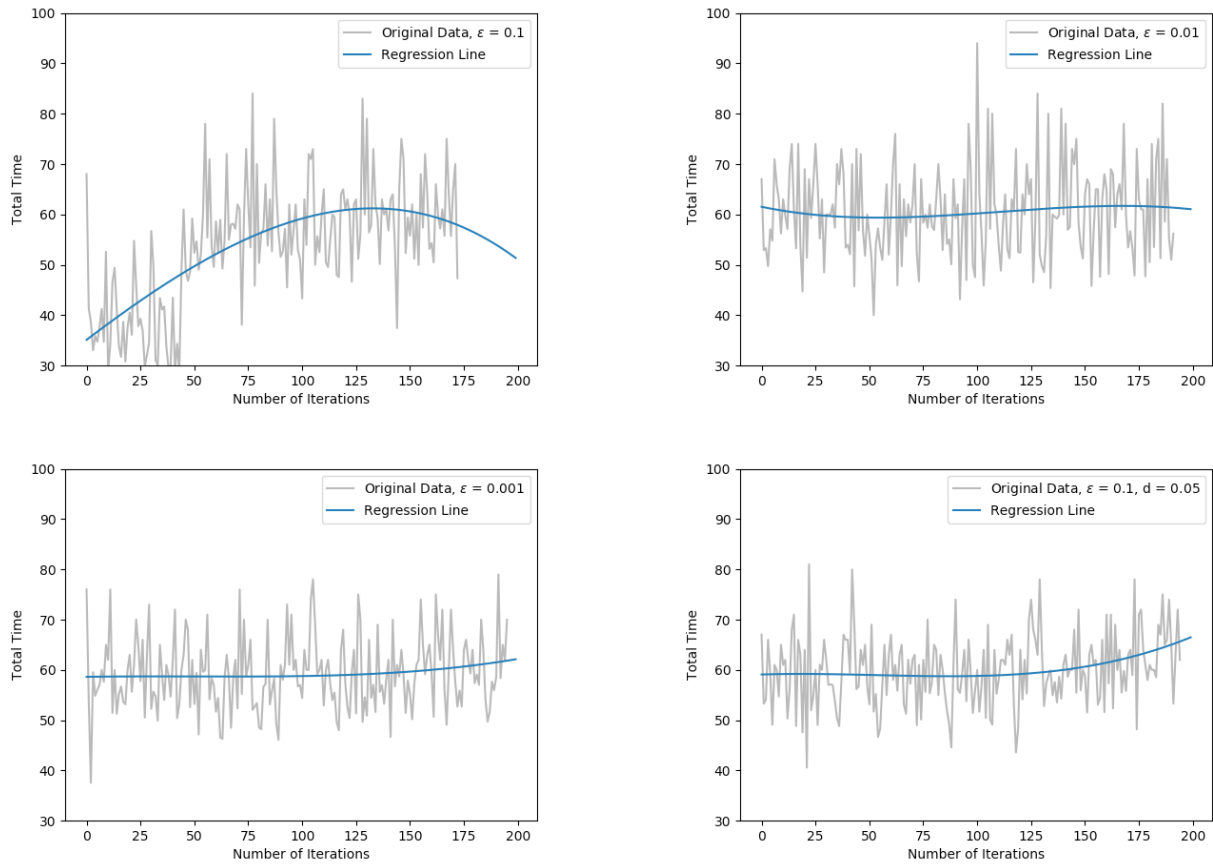 100
90
80
70
60
50
40
30
Total Time
Original Data, ε = 0.1
Regression Line
0 25 50 75 100 125 150 175 200
Number of Iterations
100
90
80
70
60
50
40
30
Total Time
Original Data, ε = 0.01
Regression Line
0 25 50 75 100 125 150 175 200
Number of Iterations
100
90
80
70
60
50
40
30
Total Time
Original Data, ε = 0.001
Regression Line
0 25 50 75 100 125 150 175 200
Number of Iterations
100
90
80
70
60
50
40
30
Total Time
Original Data, ε = 0.1, d = 0.05
Regression Line
0 25 50 75 100 125 150 175 200
Number of Iterations